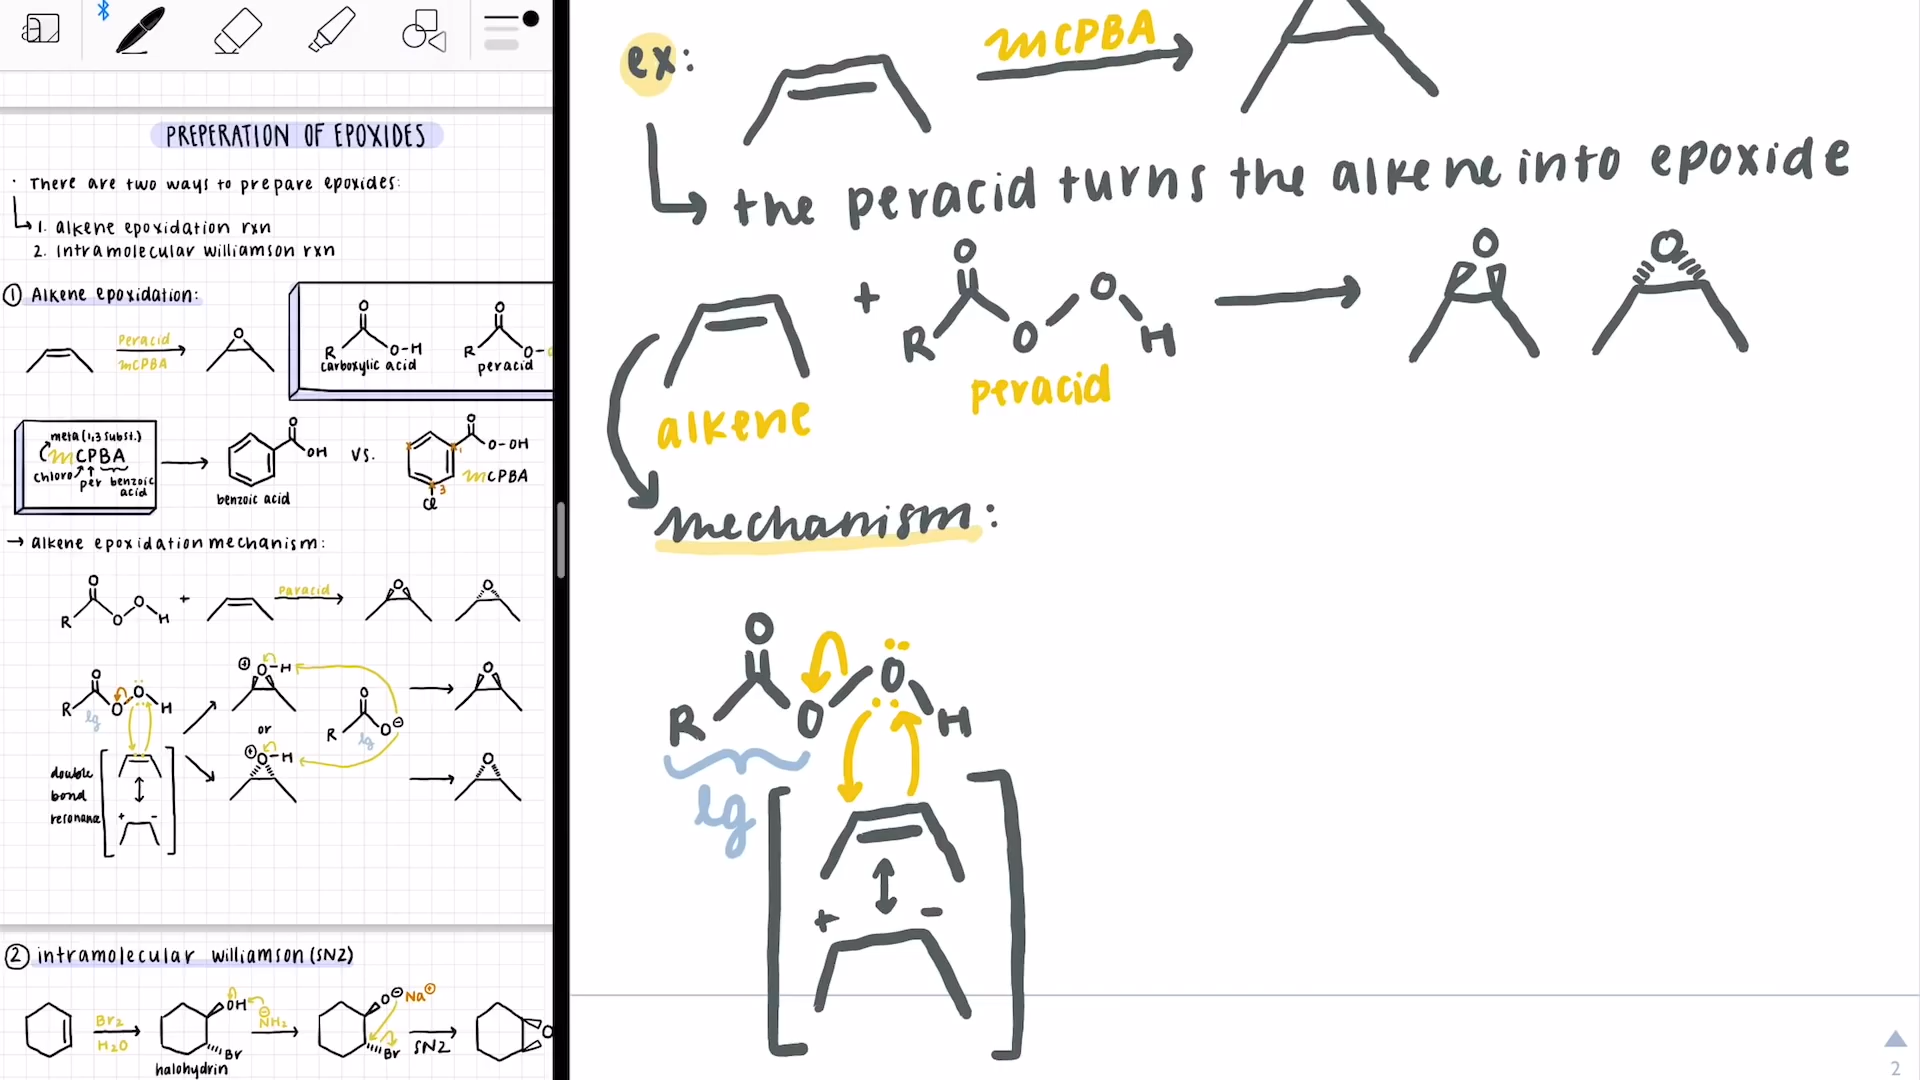 PREPERATION OF EPOXIDES
· There are two ways to prepare epoxides:
1. alkene epoxidation rxn
2. Intramolecular williamson rxn
① Alkene epoxidation:
Peracid
mCPBA
O
O
R
O-H
carboxylic acid
O
R
O-
peracid
meta (1,3 subst.)
mCPBA
chloro
per
benzoic
acid
O
OH
benzoic acid
vs.
O
O-OH
1
3
Cl
mCPBA
→ alkene epoxidation mechanism:
O
R
O
O
H
+
paracid
O
O
O
R
O
O
H
lg
double
bond
resonance
+ -
⊕
O-H
or
⊕
O-H
O
R
O⊖
lg
O
O
② intramolecular williamson (SN2)
Br2
H2O
OH
Br
halohydrin
⊖
NH2
O⊖
Na⊕
Br
SN2
O
ex:
mCPBA
the peracid turns the alkene into epoxide
alkene
+
O
R
O
O
H
peracid
O
O
mechanism:
O
R
O
O
H
lg
+ -
2